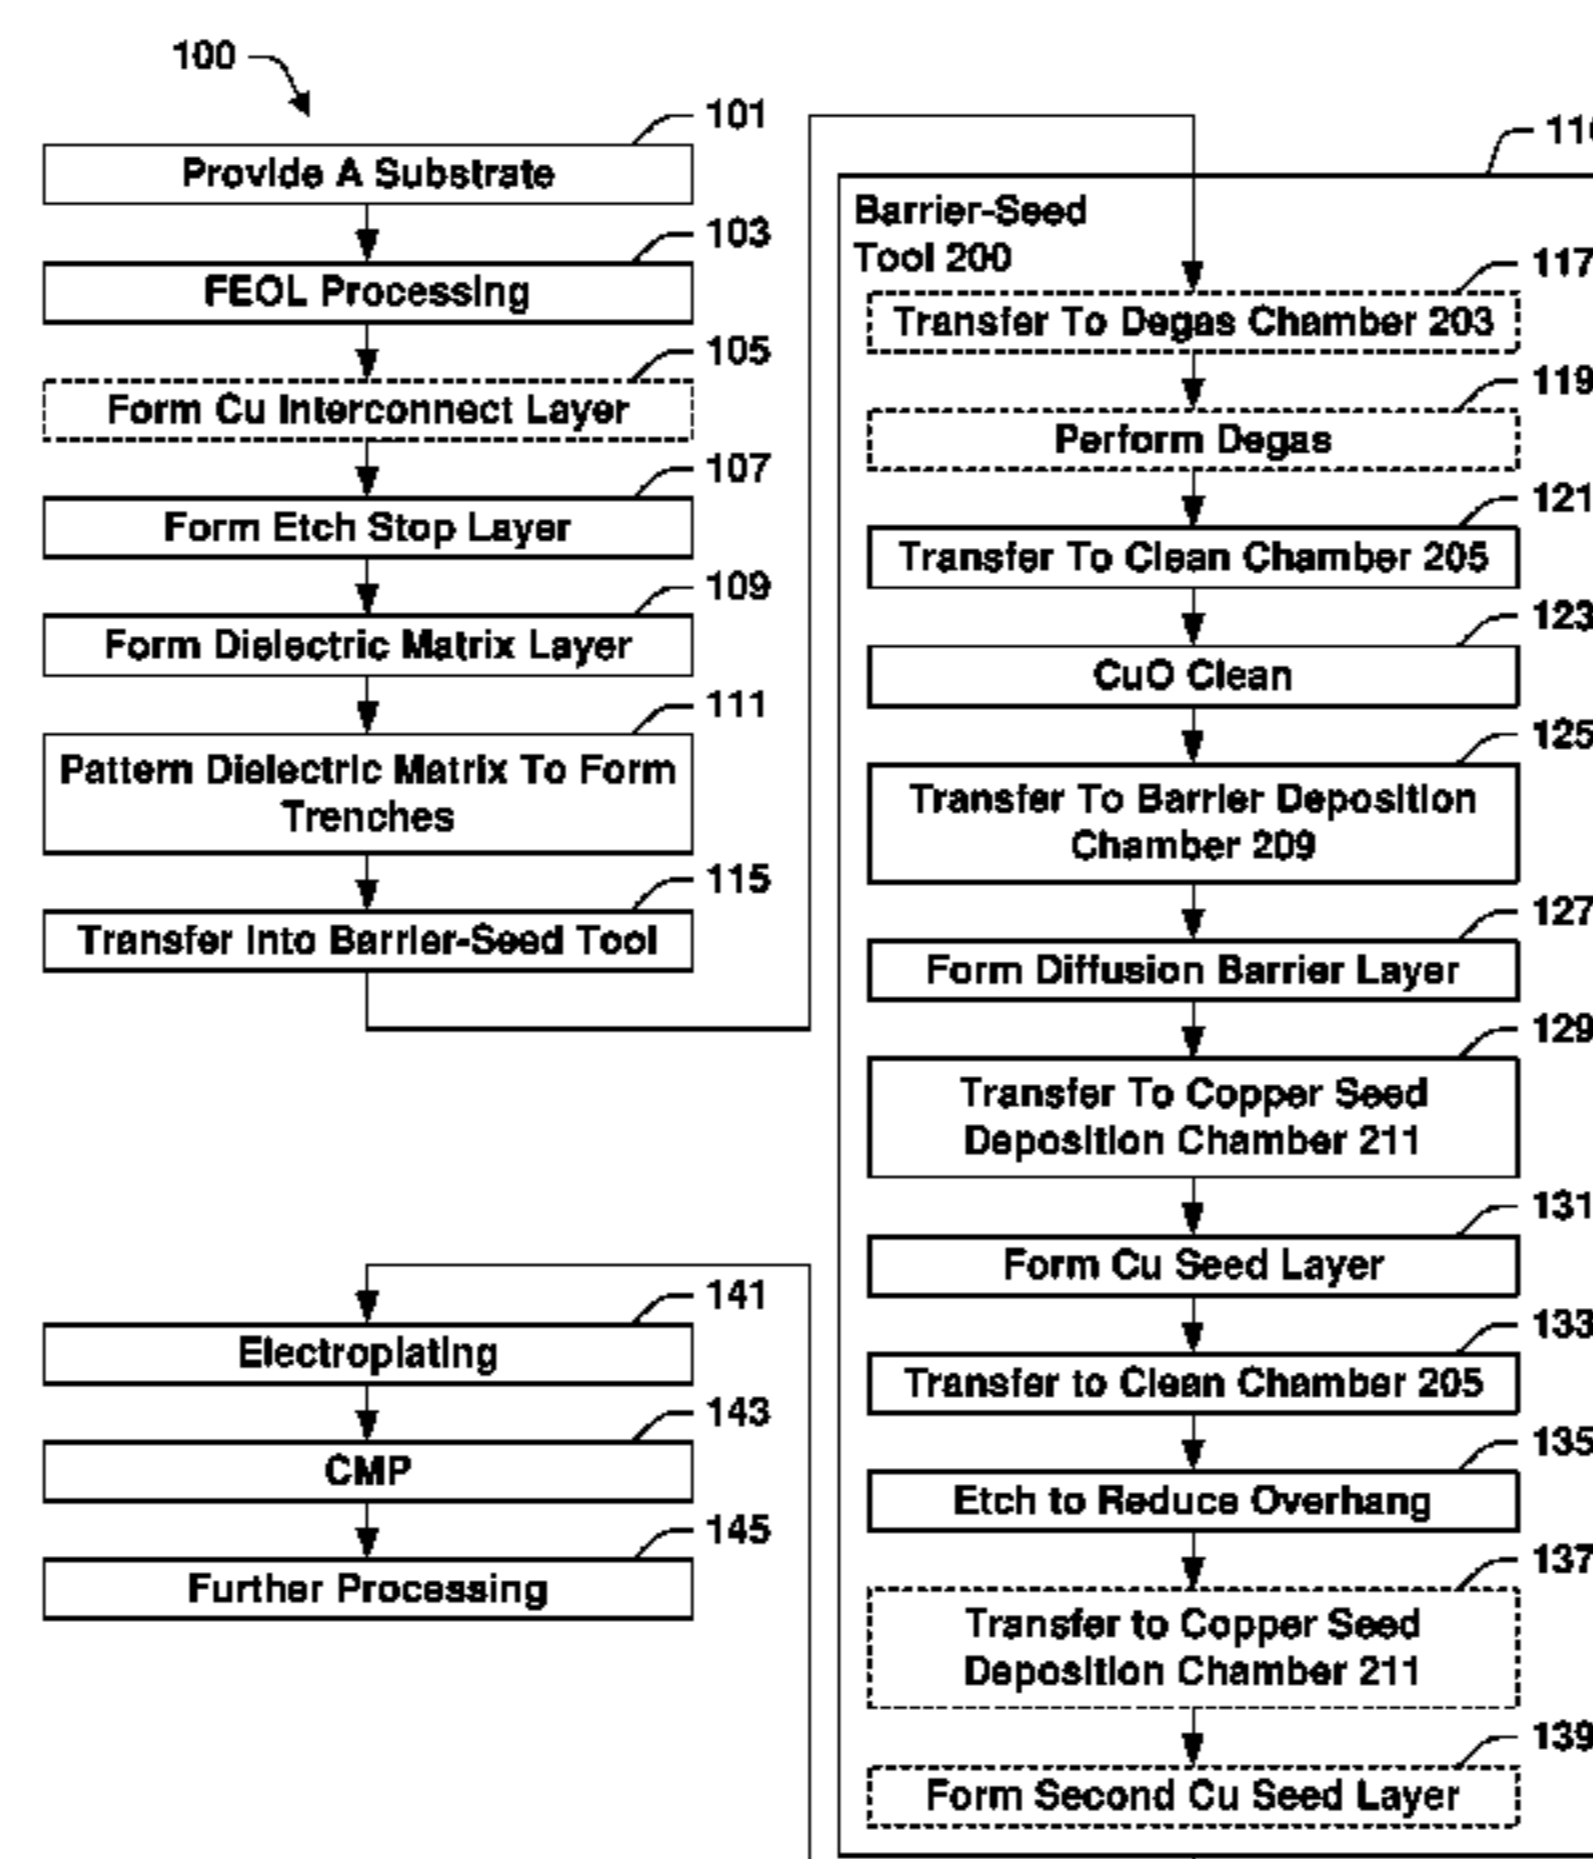 100
101
Provide A Substrate
103
FEOL Processing
105
Form Cu Interconnect Layer
107
Form Etch Stop Layer
109
Form Dielectric Matrix Layer
111
Pattern Dielectric Matrix To Form
Trenches
115
Transfer Into Barrier-Seed Tool
141
Electroplating
143
CMP
145
Further Processing
Barrier-Seed
Tool 200
117
Transfer To Degas Chamber 203
119
Perform Degas
121
Transfer To Clean Chamber 205
123
CuO Clean
125
Transfer To Barrier Deposition
Chamber 209
127
Form Diffusion Barrier Layer
129
Transfer To Copper Seed
Deposition Chamber 211
131
Form Cu Seed Layer
133
Transfer to Clean Chamber 205
135
Etch to Reduce Overhang
137
Transfer to Copper Seed
Deposition Chamber 211
139
Form Second Cu Seed Layer